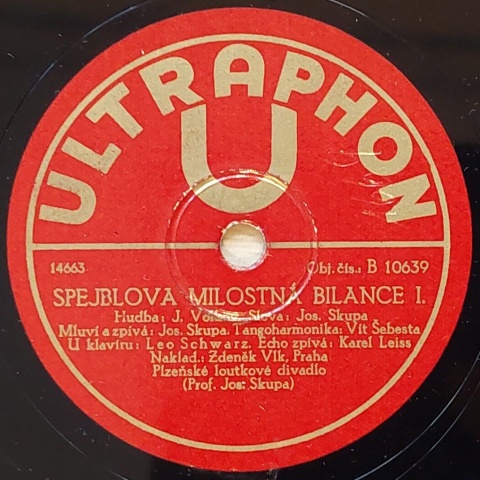 ULTRAPHON
U
14663 Obj. čís.: B 10639
SPEJBLOVA MILOSTNÁ BILANCE I.
Hudba: J. Slova: Jos. Skupa
Mluví a zpívá: Jos. Skupa. Tangoharmonika: Vít Šebesta
U klavíru: Leo Schwarz. Echo zpívá: Karel Leiss
Naklad.: Zdeněk Vlk, Praha
Plzeňské loutkové divadlo
(Prof. Jos: Skupa)